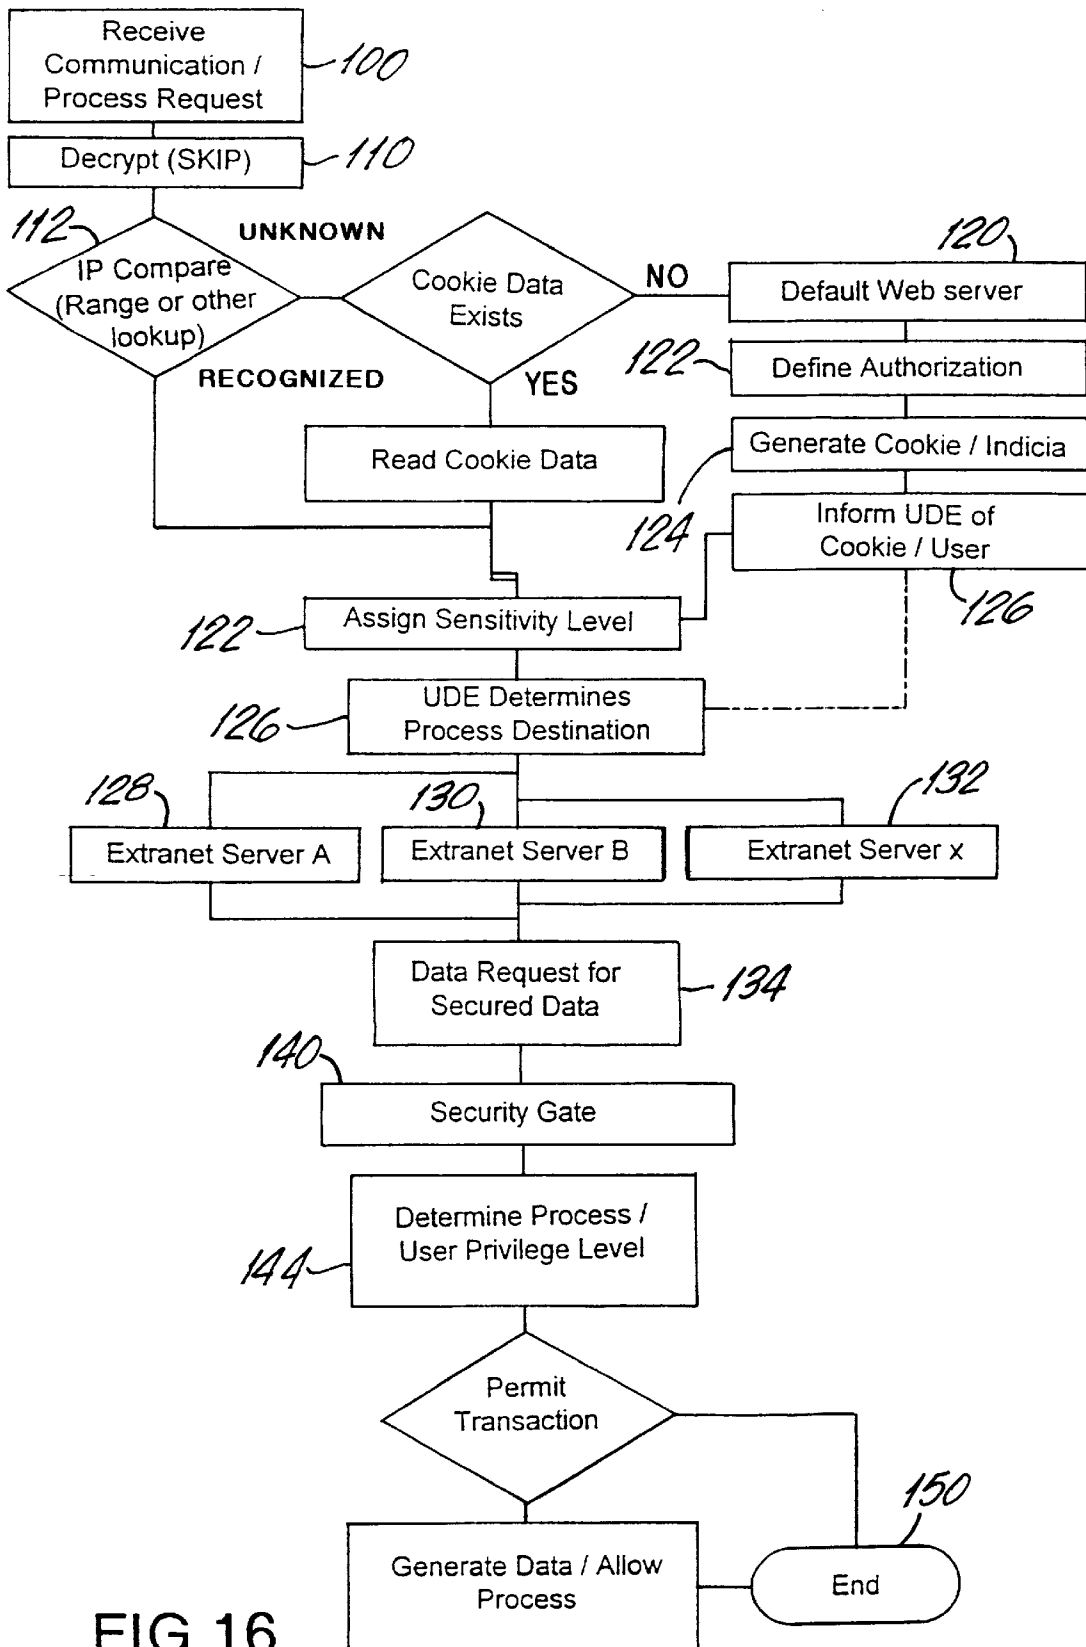 Receive
Communication /
Process Request
100
Decrypt (SKIP)
110
112
UNKNOWN
IP Compare
(Range or other
lookup)
Cookie Data
Exists
NO
120
Default Web server
RECOGNIZED
YES
122
Define Authorization
Read Cookie Data
Generate Cookie / Indicia
124
Inform UDE of
Cookie / User
126
122
Assign Sensitivity Level
126
UDE Determines
Process Destination
128
130
132
Extranet Server A
Extranet Server B
Extranet Server x
Data Request for
Secured Data
134
140
Security Gate
Determine Process /
User Privilege Level
144
Permit
Transaction
150
Generate Data / Allow
Process
End
FIG 16